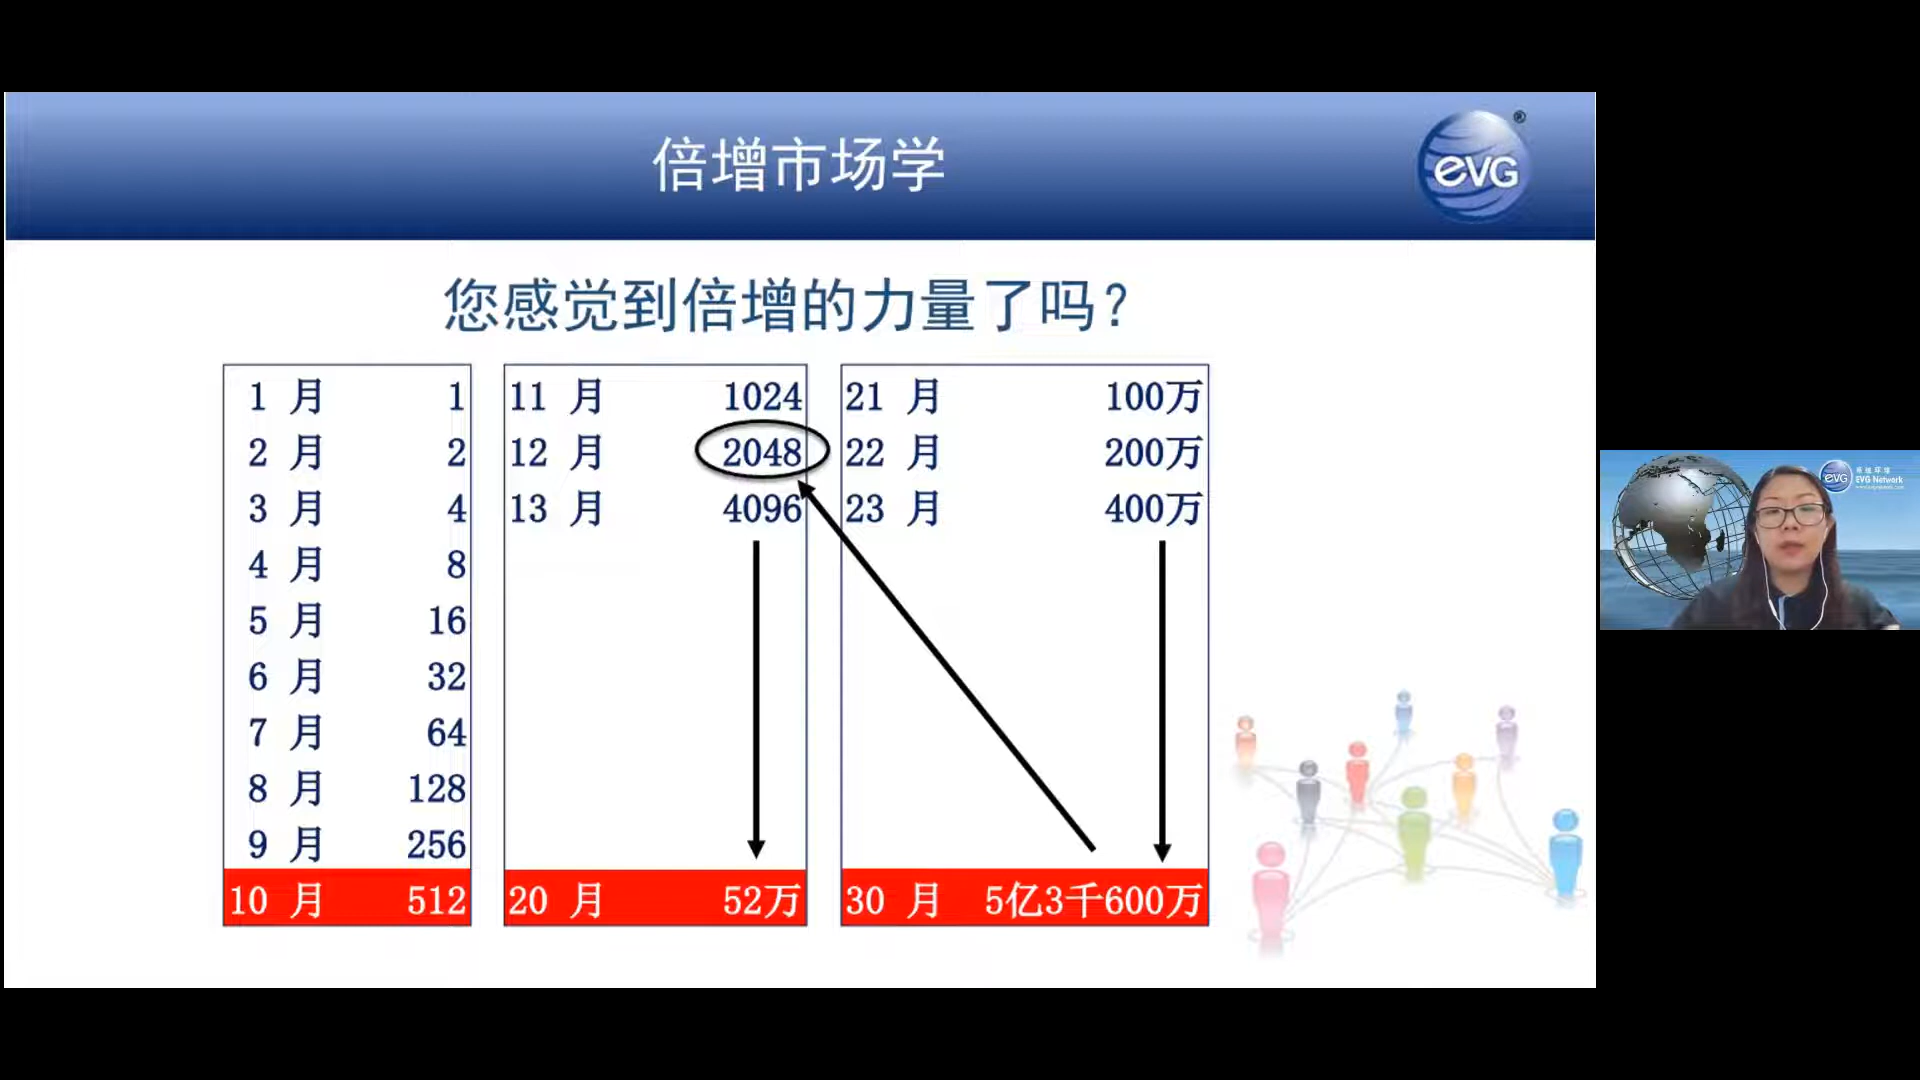 倍增市场学
eVG®
您感觉到倍增的力量了吗?
1 月 1
2 月 2
3 月 4
4 月 8
5 月 16
6 月 32
7 月 64
8 月 128
9 月 256
10 月 512
11 月 1024
12 月 2048
13 月 4096
20 月 52万
21 月 100万
22 月 200万
23 月 400万
30 月 5亿3千600万
eVG
EVG Network